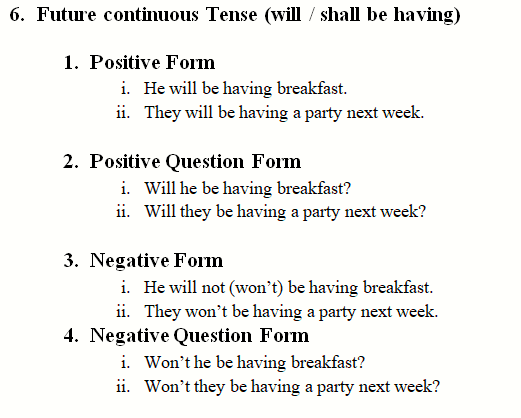 6. Future continuous Tense (will / shall be having)
1. Positive Form
i. He will be having breakfast.
ii. They will be having a party next week.
2. Positive Question Form
i. Will he be having breakfast?
ii. Will they be having a party next week?
3. Negative Form
i. He will not (won't) be having breakfast.
ii. They won't be having a party next week.
4. Negative Question Form
i. Won't he be having breakfast?
ii. Won't they be having a party next week?